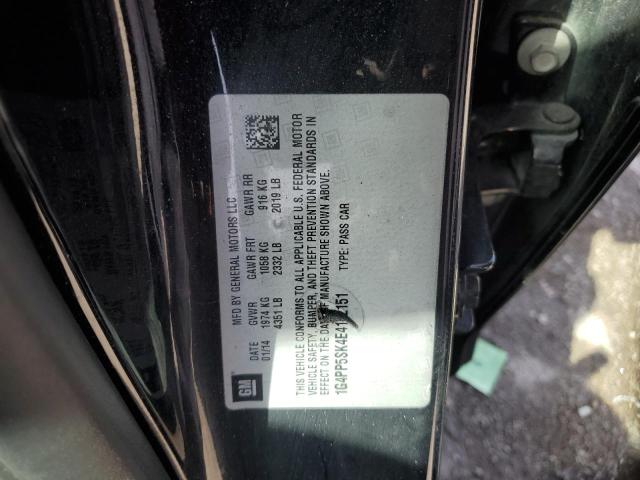 MFD BY GENERAL MOTORS LLC
DATE GVWR GAWR FRT GAWR RR
01/14 1974 KG 1058 KG 916 KG
4351 LB 2332 LB 2019 LB
THIS VEHICLE CONFORMS TO ALL APPLICABLE U.S. FEDERAL MOTOR
VEHICLE SAFETY, BUMPER, AND THEFT PREVENTION STANDARDS IN
EFFECT ON THE DATE OF MANUFACTURE SHOWN ABOVE.
TYPE: PASS CAR
GM